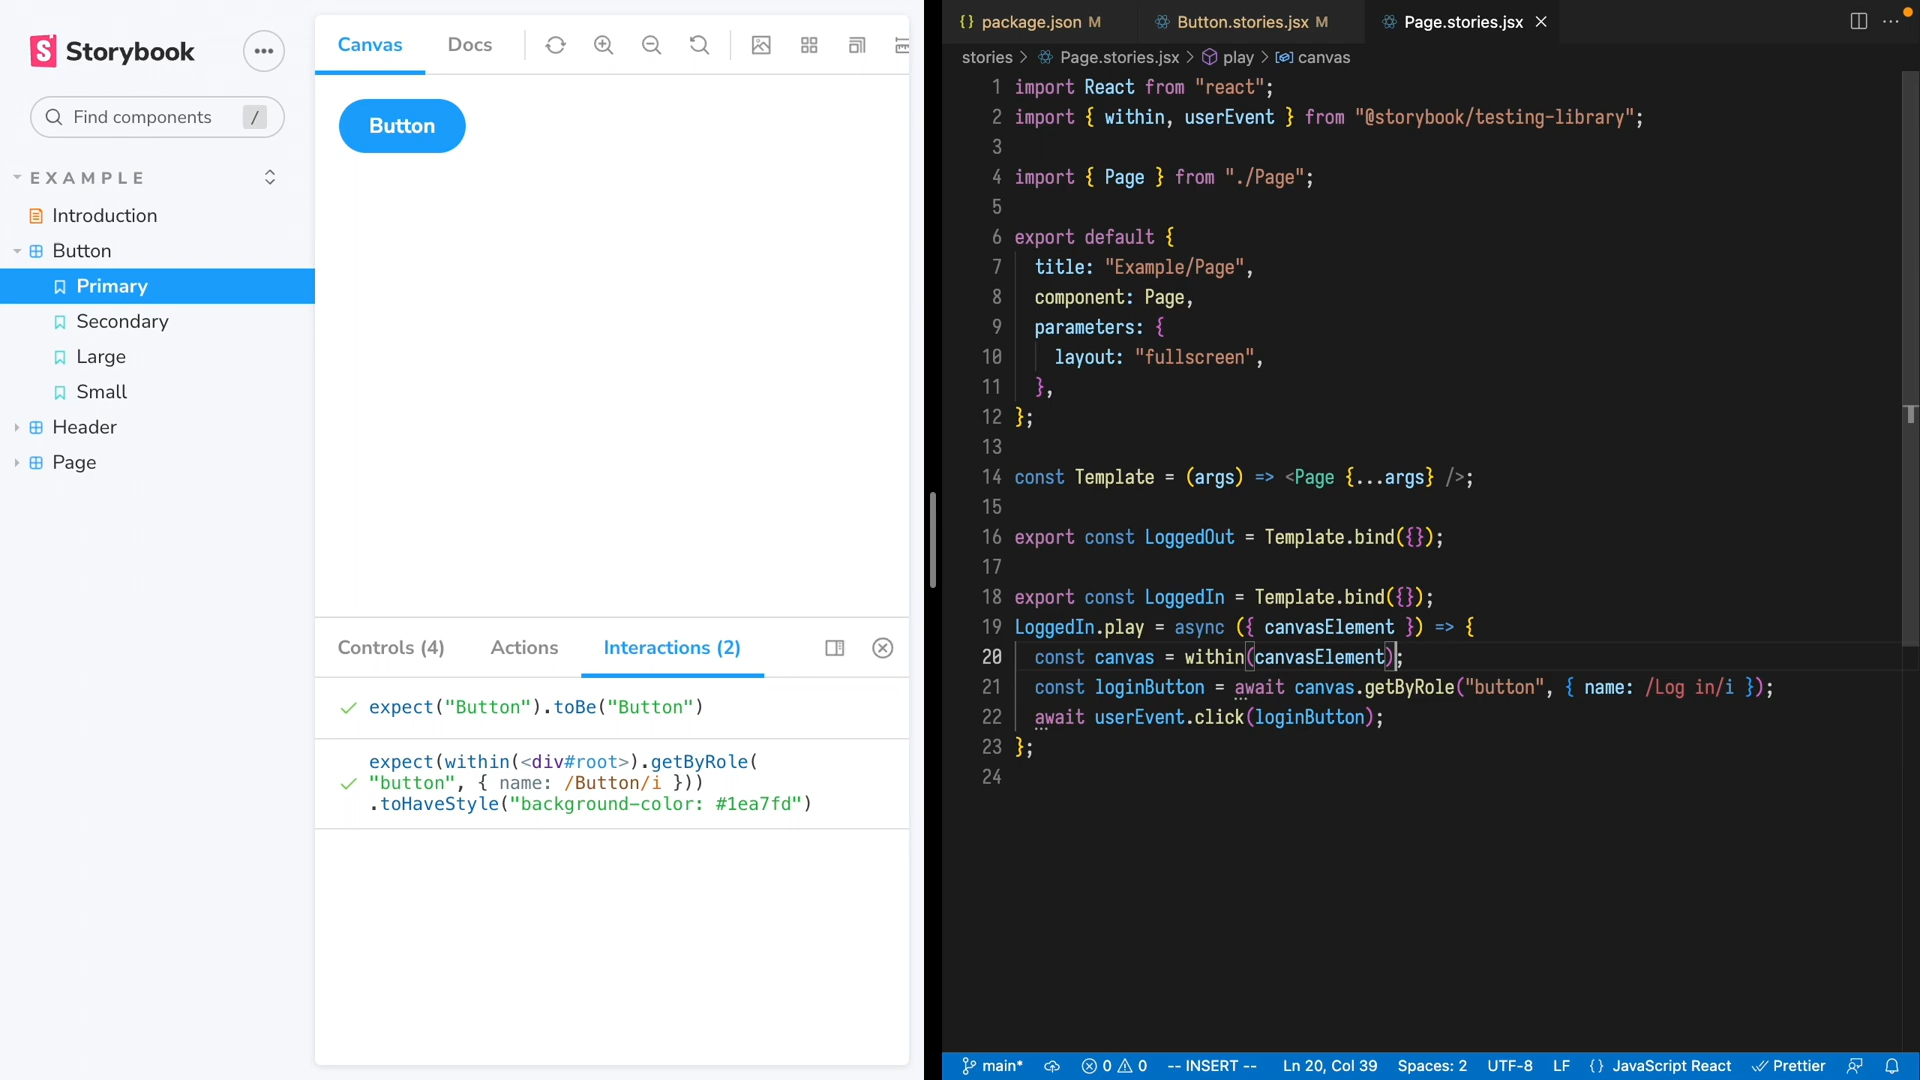 Storybook
Find components
/
EXAMPLE
Introduction
Button
Primary
Secondary
Large
Small
Header
Page
Canvas
Docs
Button
Controls (4)
Actions
Interactions (2)
expect("Button").toBe("Button")
expect(within(<div#root>).getByRole(
"button", { name: /Button/i }))
.toHaveStyle("background-color: #1ea7fd")
{} package.json M
Button.stories.jsx M
Page.stories.jsx
stories > Page.stories.jsx > play > canvas
1 import React from "react";
2 import { within, userEvent } from "@storybook/testing-library";
3
4 import { Page } from "./Page";
5
6 export default {
7 title: "Example/Page",
8 component: Page,
9 parameters: {
10 layout: "fullscreen",
11 },
12 };
13
14 const Template = (args) => <Page {...args} />;
15
16 export const LoggedOut = Template.bind({});
17
18 export const LoggedIn = Template.bind({});
19 LoggedIn.play = async ({ canvasElement }) => {
20 const canvas = within(canvasElement);
21 const loginButton = await canvas.getByRole("button", { name: /Log in/i });
22 await userEvent.click(loginButton);
23 };
24
main* 0 0 -- INSERT -- Ln 20, Col 39 Spaces: 2 UTF-8 LF {} JavaScript React Prettier